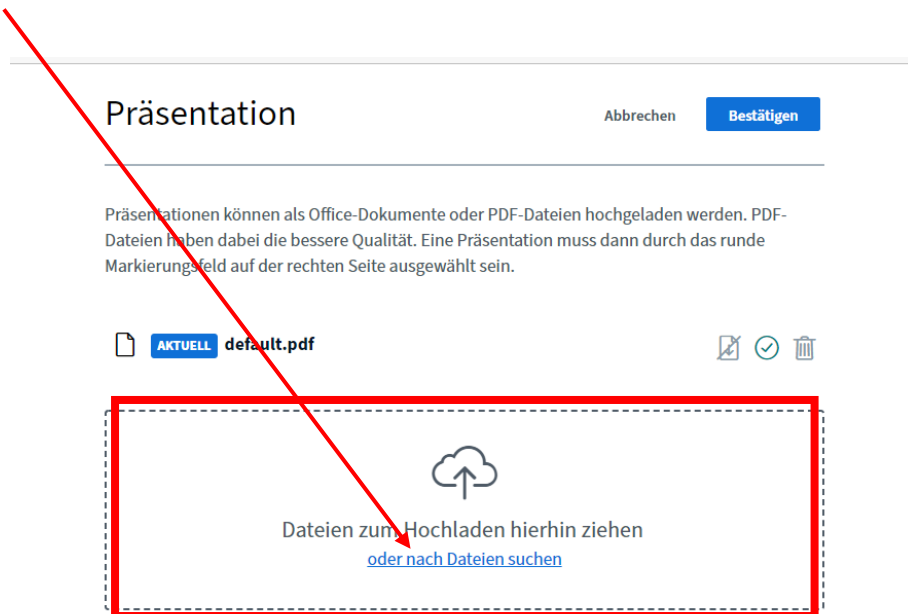 Präsentation
Abbrechen
Bestätigen
Präsentationen können als Office-Dokumente oder PDF-Dateien hochgeladen werden. PDF-
Dateien haben dabei die bessere Qualität. Eine Präsentation muss dann durch das runde
Markierungsfeld auf der rechten Seite ausgewählt sein.
AKTUELL default.pdf
Dateien zum Hochladen hierhin ziehen
oder nach Dateien suchen